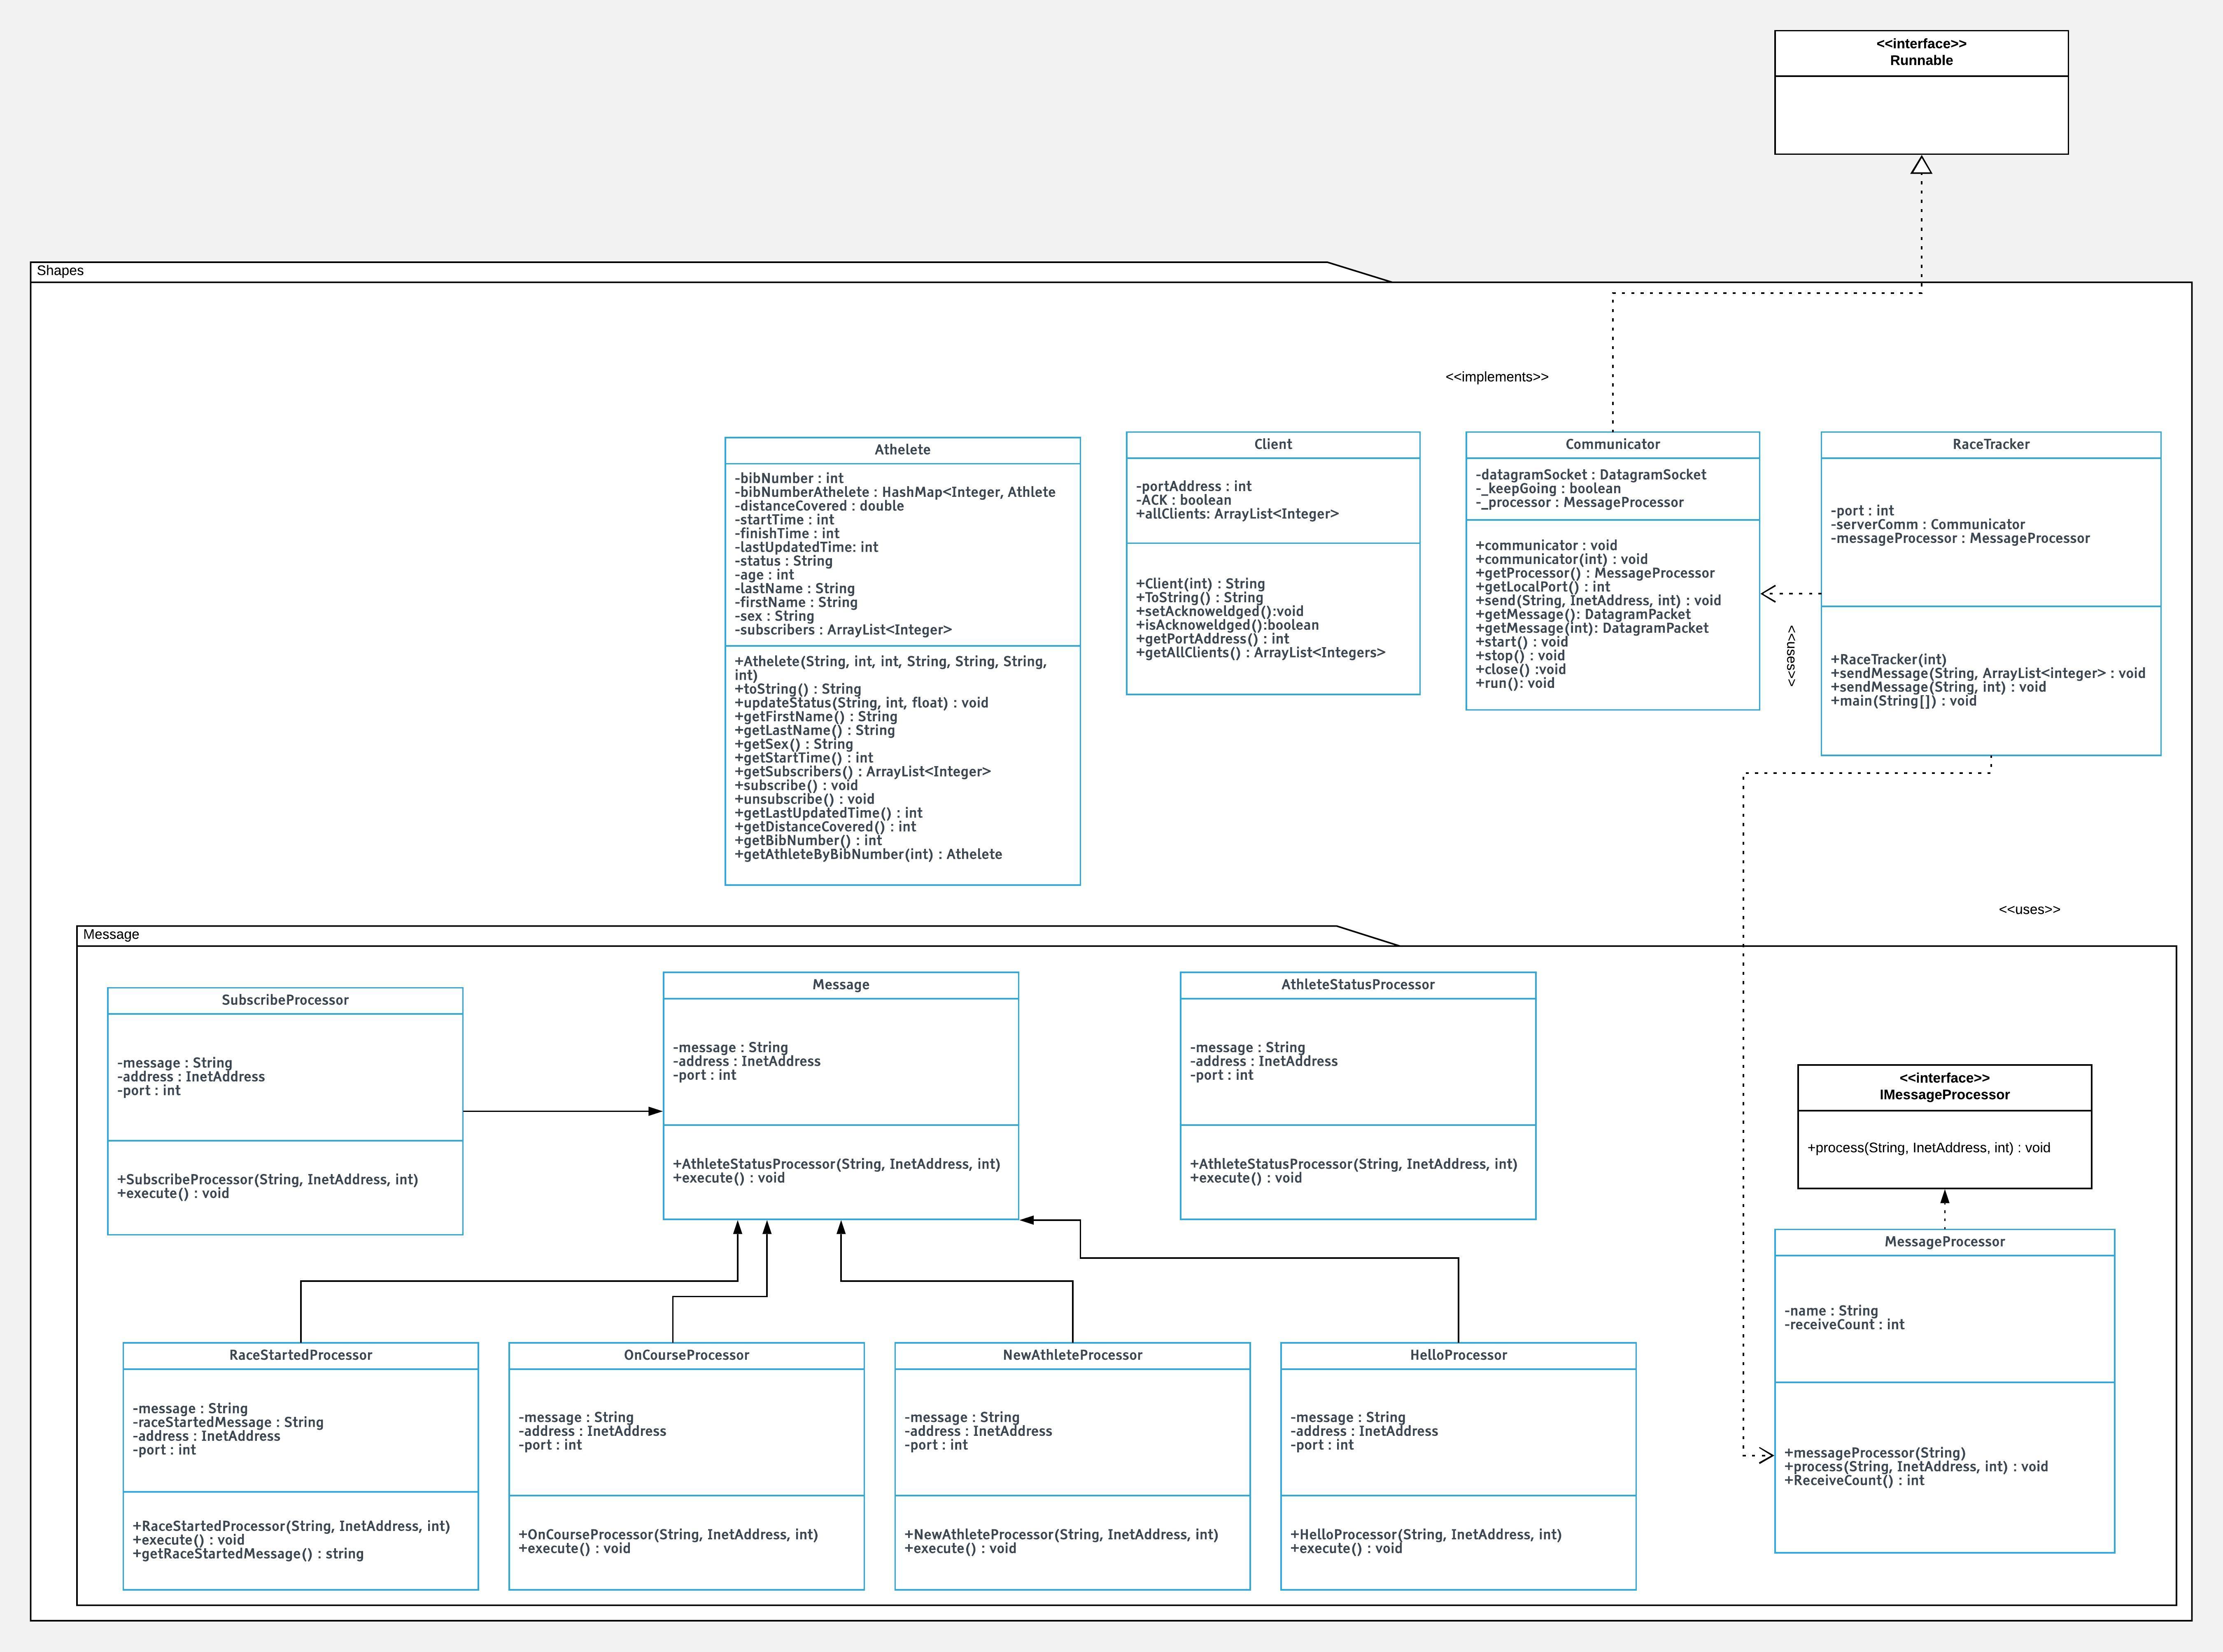 <<interface>>
Runnable
Shapes
<<implements>>
Athelete
-bibNumber : int
-bibNumberAthelete : HashMap<Integer, Athlete
-distanceCovered : double
-startTime : int
-finishTime : int
-lastUpdatedTime: int
-status : String
-age : int
-lastName : String
-firstName : String
-sex : String
-subscribers : ArrayList<Integer>
+Athelete(String, int, int, String, String, String,
int)
+toString() : String
+updateStatus(String, int, float) : void
+getFirstName() : String
+getLastName() : String
+getSex() : String
+getStartTime() : int
+getSubscribers() : ArrayList<Integer>
+subscribe() : void
+unsubscribe() : void
+getLastUpdatedTime() : int
+getDistanceCovered() : int
+getBibNumber() : int
+getAthleteByBibNumber(int) : Athelete
Client
-portAddress : int
-ACK : boolean
+allClients: ArrayList<Integer>
+Client(int) : String
+ToString() : String
+setAcknoweldged():void
+isAcknoweldged():boolean
+getPortAddress() : int
+getAllClients() : ArrayList<Integers>
Communicator
-datagramSocket : DatagramSocket
-_keepGoing : boolean
-_processor : MessageProcessor
+communicator : void
+communicator(int) : void
+getProcessor() : MessageProcessor
+getLocalPort() : int
+send(String, InetAddress, int) : void
+getMessage(): DatagramPacket
+getMessage(int): DatagramPacket
+start() : void
+stop() : void
+close() :void
+run(): void
<<uses>>
RaceTracker
-port : int
-serverComm : Communicator
-messageProcessor : MessageProcessor
+RaceTracker(int)
+sendMessage(String, ArrayList<integer> : void
+sendMessage(String, int) : void
+main(String[]) : void
<<uses>>
Message
SubscribeProcessor
-message : String
-address : InetAddress
-port : int
+SubscribeProcessor(String, InetAddress, int)
+execute() : void
Message
-message : String
-address : InetAddress
-port : int
+AthleteStatusProcessor(String, InetAddress, int)
+execute() : void
AthleteStatusProcessor
-message : String
-address : InetAddress
-port : int
+AthleteStatusProcessor(String, InetAddress, int)
+execute() : void
<<interface>>
IMessageProcessor
+process(String, InetAddress, int) : void
MessageProcessor
-name : String
-receiveCount : int
+messageProcessor(String)
+process(String, InetAddress, int) : void
+ReceiveCount() : int
RaceStartedProcessor
-message : String
-raceStartedMessage : String
-address : InetAddress
-port : int
+RaceStartedProcessor(String, InetAddress, int)
+execute() : void
+getRaceStartedMessage() : string
OnCourseProcessor
-message : String
-address : InetAddress
-port : int
+OnCourseProcessor(String, InetAddress, int)
+execute() : void
NewAthleteProcessor
-message : String
-address : InetAddress
-port : int
+NewAthleteProcessor(String, InetAddress, int)
+execute() : void
HelloProcessor
-message : String
-address : InetAddress
-port : int
+HelloProcessor(String, InetAddress, int)
+execute() : void